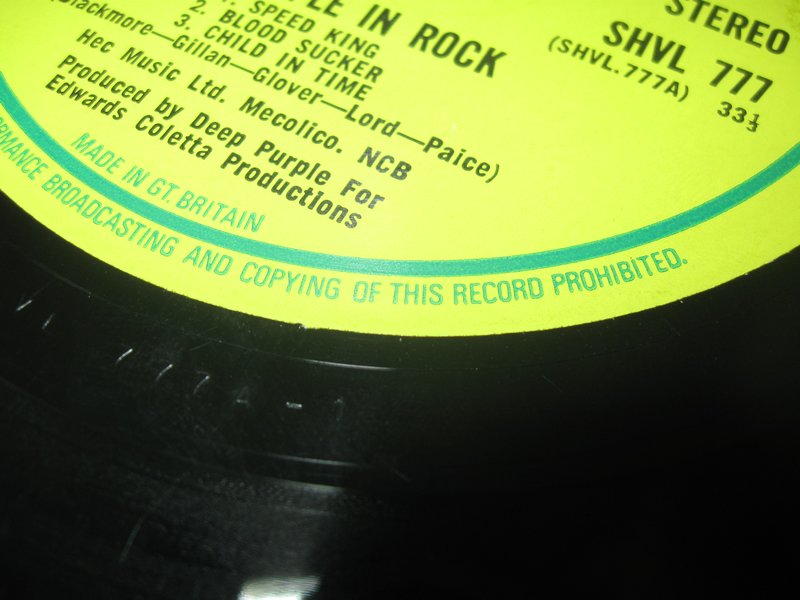 STEREO
SHVL 777
(SHVL.777A) 33⅓
IN ROCK
1. SPEED KING
2. BLOOD SUCKER
3. CHILD IN TIME
(Blackmore—Gillan—Glover—Lord—Paice)
Hec Music Ltd. Mecolico. NCB
Produced by Deep Purple For
Edwards Coletta Productions
MADE IN GT. BRITAIN
BROADCASTING AND COPYING OF THIS RECORD PROHIBITED.